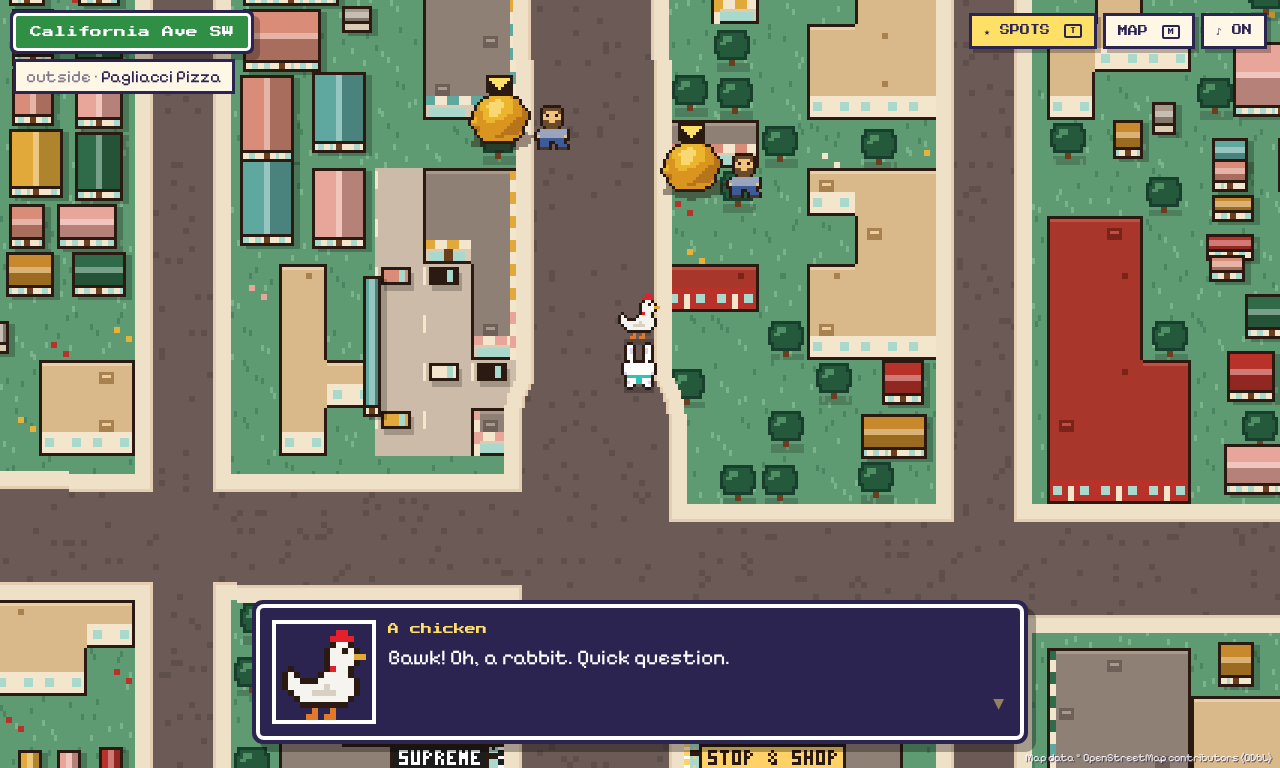 California Ave SW
outside · Pagliacci Pizza
★ SPOTS T
MAP M
♪ ON
A chicken
Bawk! Oh, a rabbit. Quick question.
SUPREME
STOP & SHOP
Map data © OpenStreetMap contributors (ODbL)